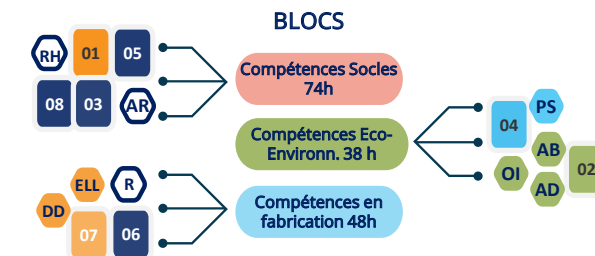 BLOCS
RH 01 05
08 03 AR
Compétences Socles
74h
Compétences Eco-
Environn. 38 h
04 PS
AB
OI 02
AD
ELL R
DD
07 06
Compétences en
fabrication 48h